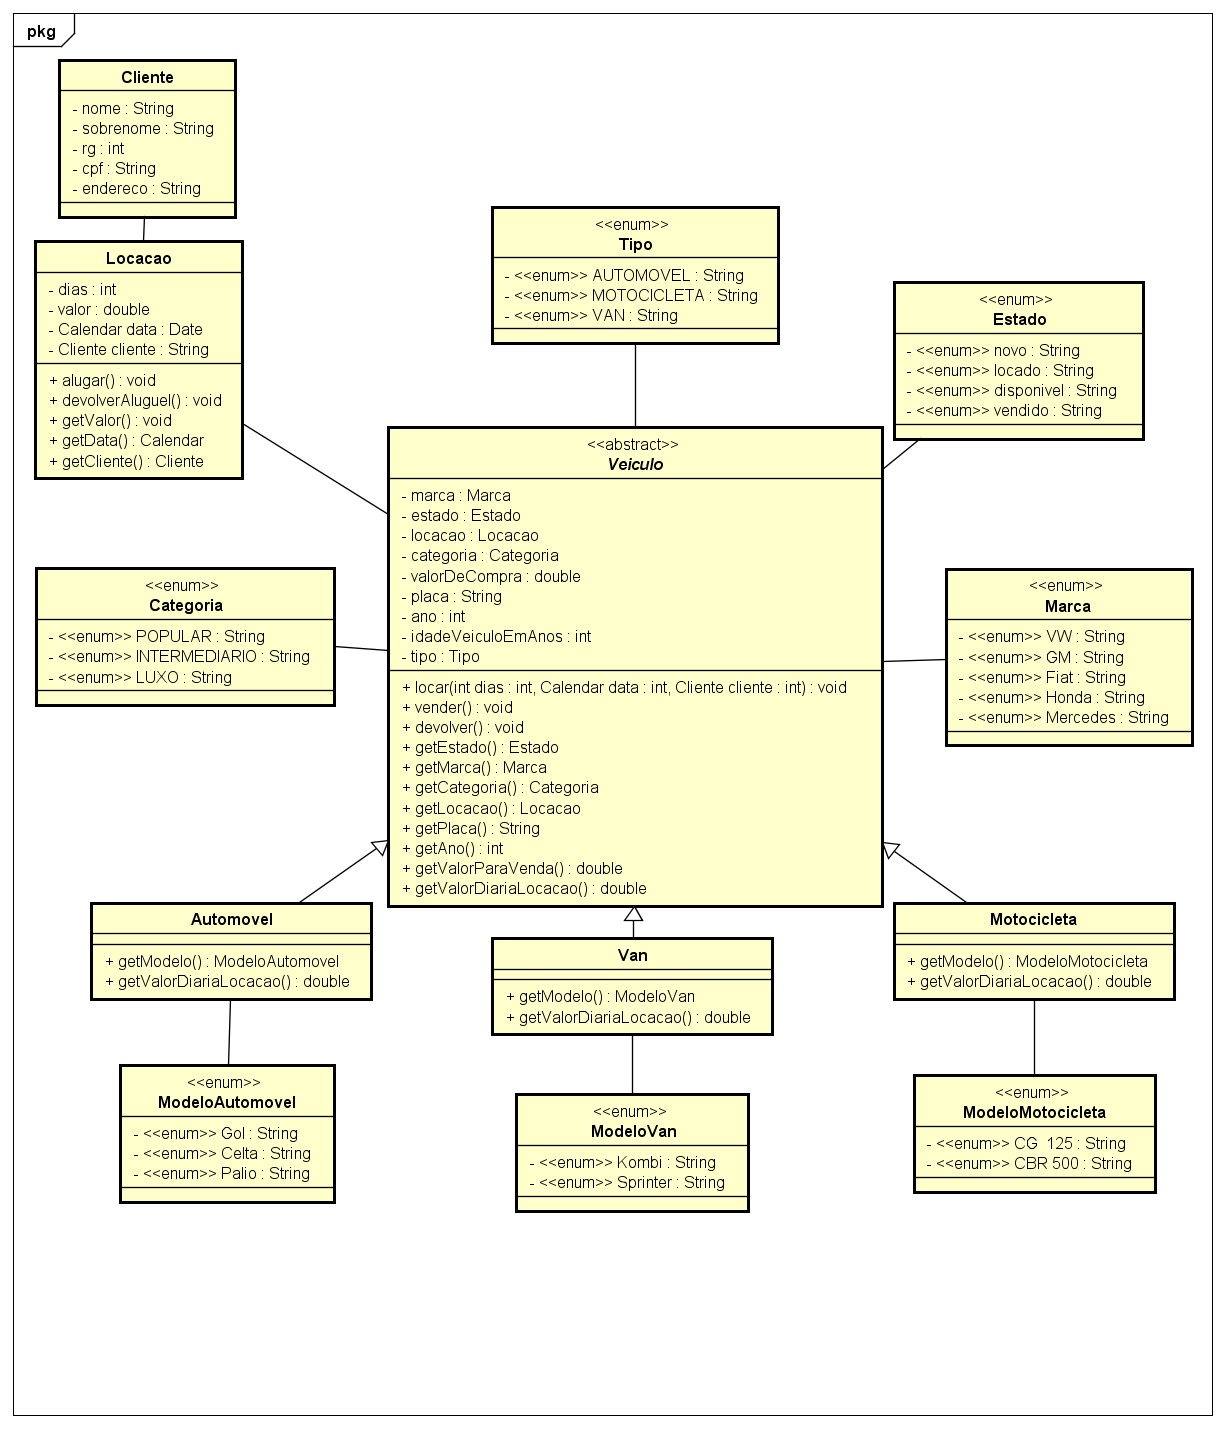 pkg
Cliente
- nome : String
- sobrenome : String
- rg : int
- cpf : String
- endereco : String
Locacao
- dias : int
- valor : double
- Calendar data : Date
- Cliente cliente : String
+ alugar() : void
+ devolverAluguel() : void
+ getValor() : void
+ getData() : Calendar
+ getCliente() : Cliente
<<enum>>
Tipo
- <<enum>> AUTOMOVEL : String
- <<enum>> MOTOCICLETA : String
- <<enum>> VAN : String
<<enum>>
Estado
- <<enum>> novo : String
- <<enum>> locado : String
- <<enum>> disponivel : String
- <<enum>> vendido : String
<<abstract>>
Veiculo
- marca : Marca
- estado : Estado
- locacao : Locacao
- categoria : Categoria
- valorDeCompra : double
- placa : String
- ano : int
- idadeVeiculoEmAnos : int
- tipo : Tipo
+ locar(int dias : int, Calendar data : int, Cliente cliente : int) : void
+ vender() : void
+ devolver() : void
+ getEstado() : Estado
+ getMarca() : Marca
+ getCategoria() : Categoria
+ getLocacao() : Locacao
+ getPlaca() : String
+ getAno() : int
+ getValorParaVenda() : double
+ getValorDiariaLocacao() : double
<<enum>>
Categoria
- <<enum>> POPULAR : String
- <<enum>> INTERMEDIARIO : String
- <<enum>> LUXO : String
<<enum>>
Marca
- <<enum>> VW : String
- <<enum>> GM : String
- <<enum>> Fiat : String
- <<enum>> Honda : String
- <<enum>> Mercedes : String
Automovel
+ getModelo() : ModeloAutomovel
+ getValorDiariaLocacao() : double
Van
+ getModelo() : ModeloVan
+ getValorDiariaLocacao() : double
Motocicleta
+ getModelo() : ModeloMotocicleta
+ getValorDiariaLocacao() : double
<<enum>>
ModeloAutomovel
- <<enum>> Gol : String
- <<enum>> Celta : String
- <<enum>> Palio : String
<<enum>>
ModeloVan
- <<enum>> Kombi : String
- <<enum>> Sprinter : String
<<enum>>
ModeloMotocicleta
- <<enum>> CG  125 : String
- <<enum>> CBR 500 : String